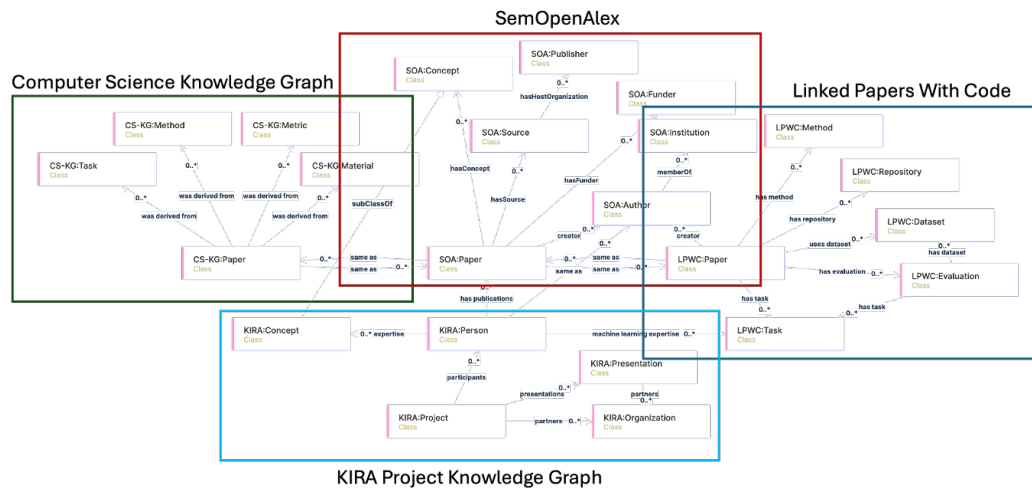 SemOpenAlex
Computer Science Knowledge Graph
Linked Papers With Code
SOA:Publisher
Class
SOA:Concept
Class
0..*
hasHostOrganization
0..*
SOA:Funder
Class
0..*
CS-KG:Method
Class
CS-KG:Metric
Class
SOA:Source
Class
SOA:Institution
Class
LPWC:Method
Class
0..*
0..*
0..*
0..*
0..*
CS-KG:Task
Class
CS-KG:Material
Class
hasConcept
memberOf
LPWC:Repository
Class
0..*
was derived from
was derived from
0..*
hasFunder
has method
0..*
subClassOf
hasSource
SOA:Author
Class
LPWC:Dataset
Class
was derived from
was derived from
has repository
0..*
creator
0..*
0..*
creator
uses dataset
0..*
0..*
has dataset
CS-KG:Paper
Class
0..*
same as
same as
0..*
SOA:Paper
Class
0..*
same as
same as
same as
0..*
LPWC:Paper
Class
has evaluation
0..*
LPWC:Evaluation
Class
0..*
has publications
has task
0..*
has task
0..*
KIRA:Concept
Class
0..*
expertise
KIRA:Person
Class
machine learning expertise
0..*
LPWC:Task
Class
0..*
participants
KIRA:Presentation
Class
presentations
0..*
partners
0..*
KIRA:Project
Class
partners
0..*
KIRA:Organization
Class
KIRA Project Knowledge Graph